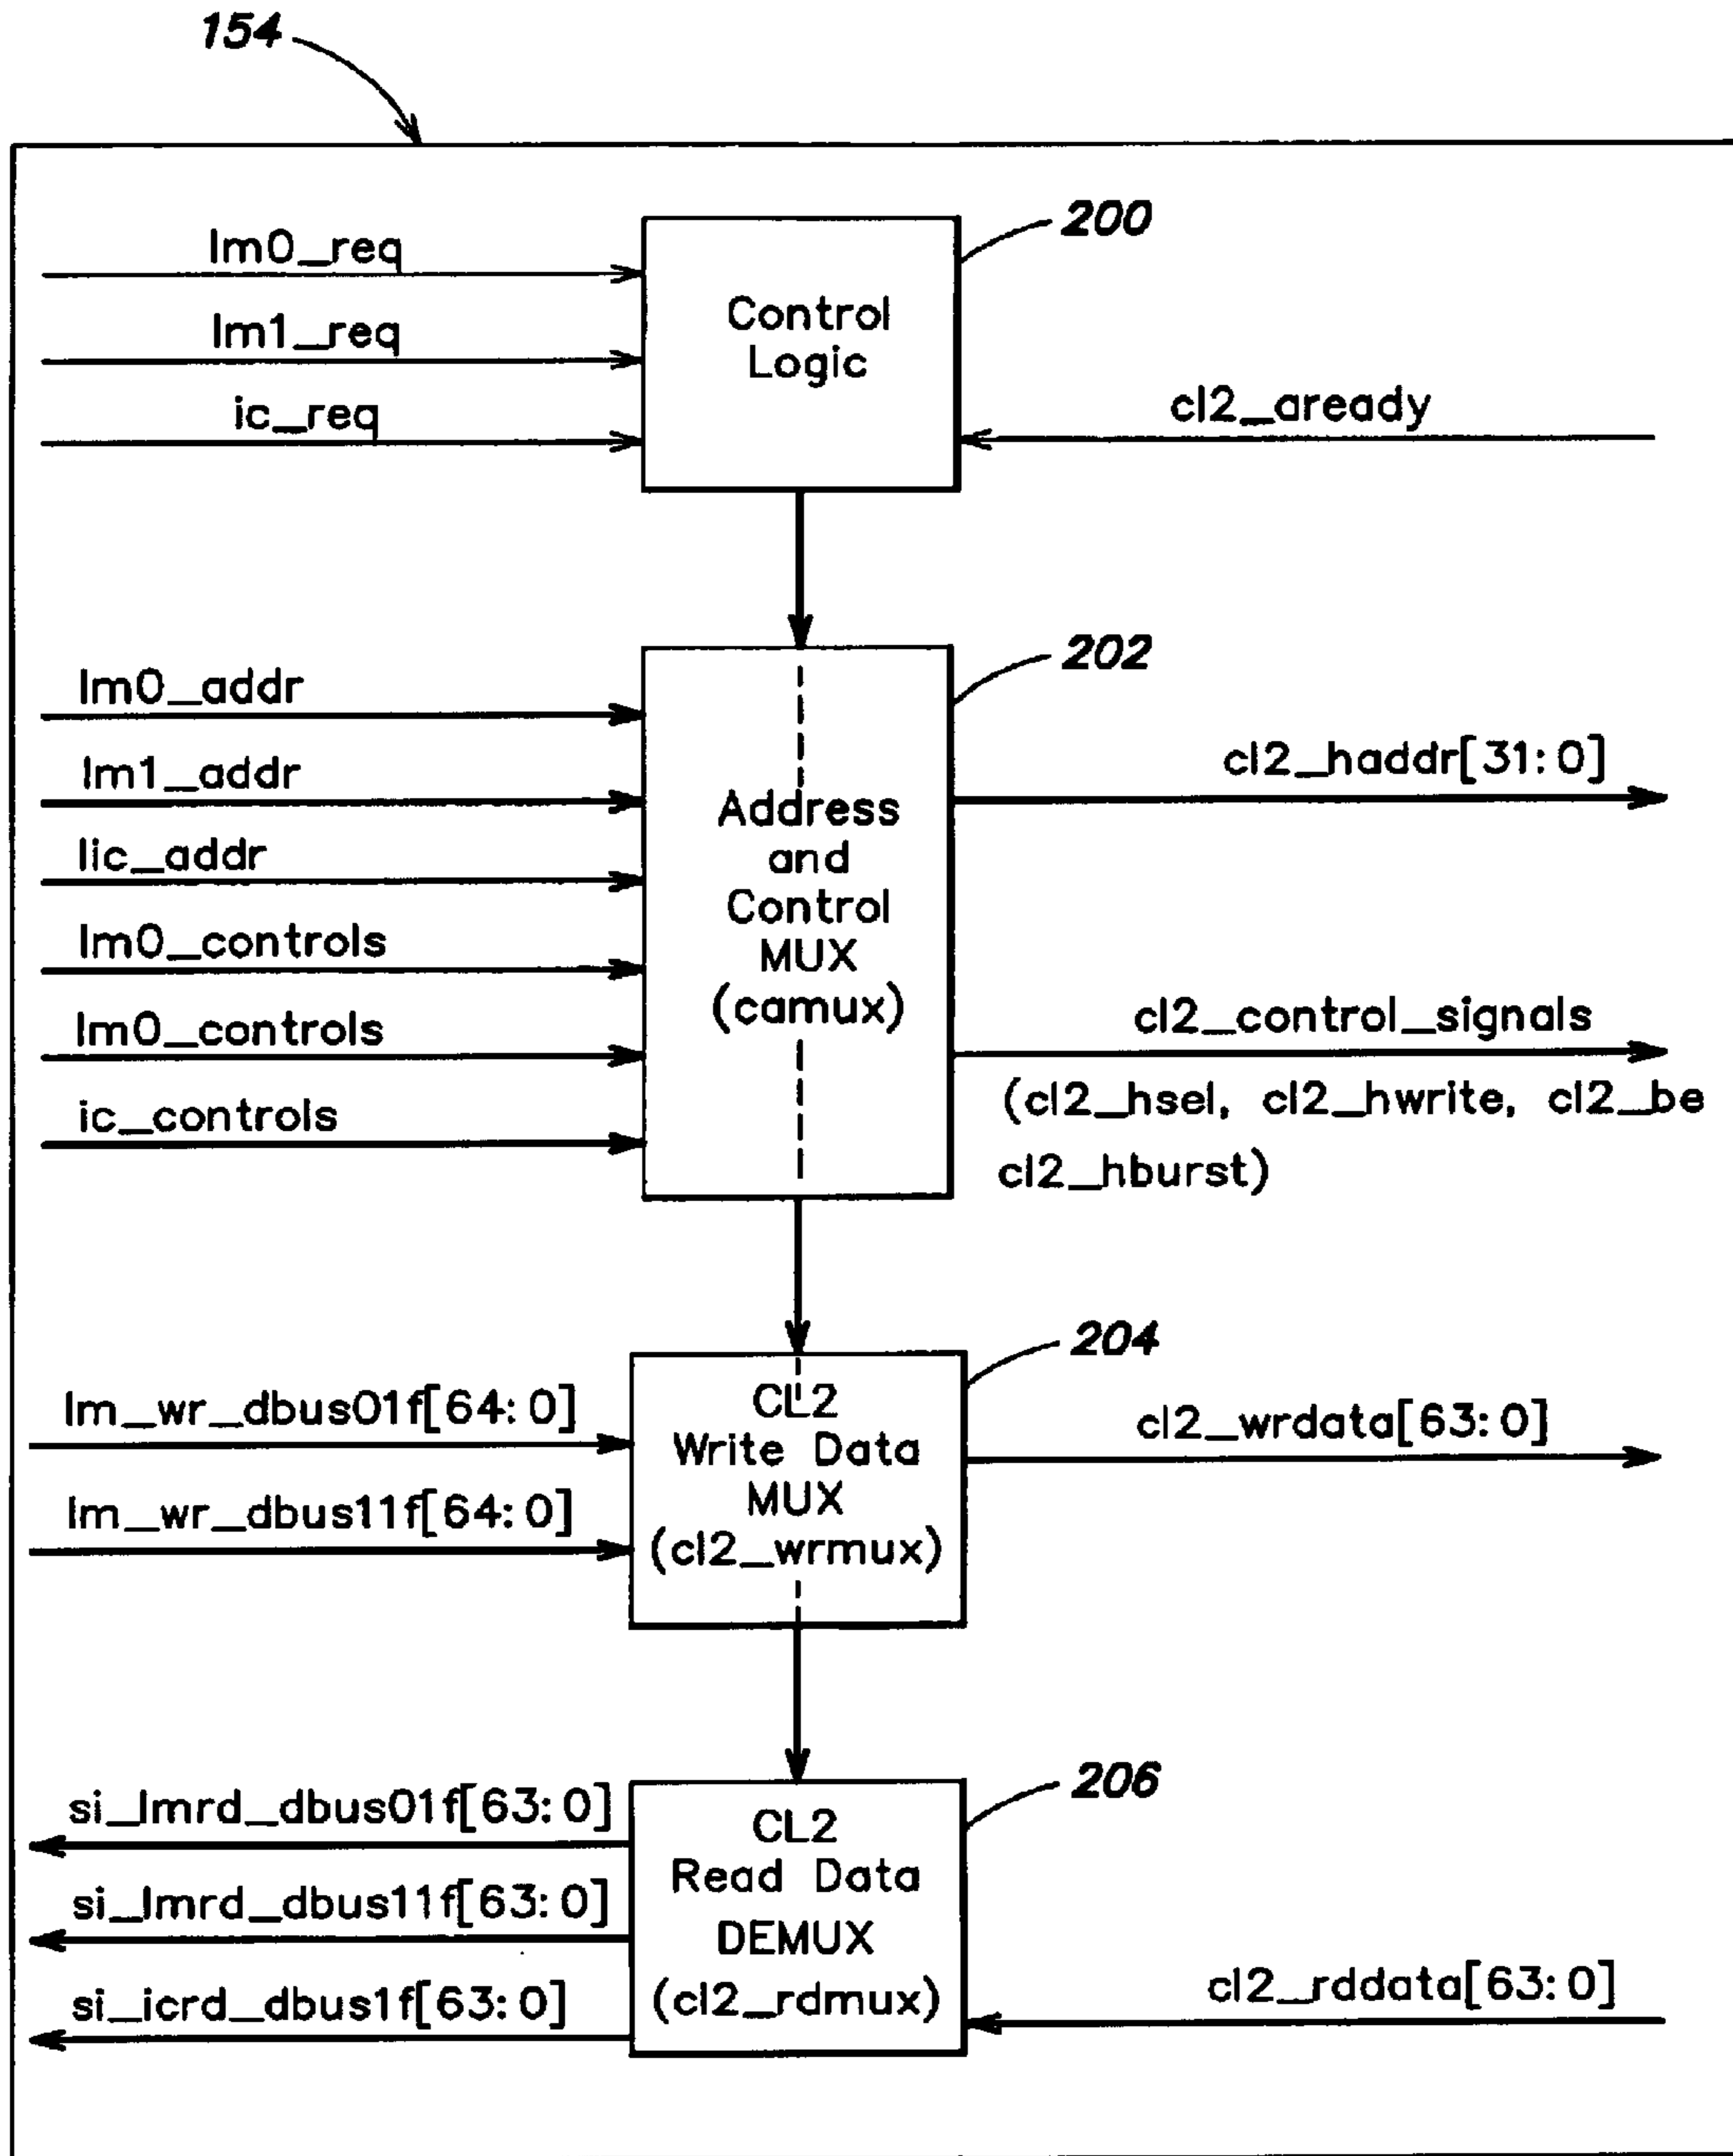 154
200
lm0_req
lm1_req
ic_req
Control
Logic
cl2_aready
202
lm0_addr
lm1_addr
lic_addr
lm0_controls
lm0_controls
ic_controls
Address
and
Control
MUX
(camux)
cl2_haddr[31:0]
cl2_control_signals
(cl2_hsel, cl2_hwrite, cl2_be
cl2_hburst)
204
lm_wr_dbus01f[64:0]
lm_wr_dbus11f[64:0]
CL2
Write Data
MUX
(cl2_wrmux)
cl2_wrdata[63:0]
206
si_lmrd_dbus01f[63:0]
si_lmrd_dbus11f[63:0]
si_icrd_dbus1f[63:0]
CL2
Read Data
DEMUX
(cl2_rdmux)
cl2_rddata[63:0]